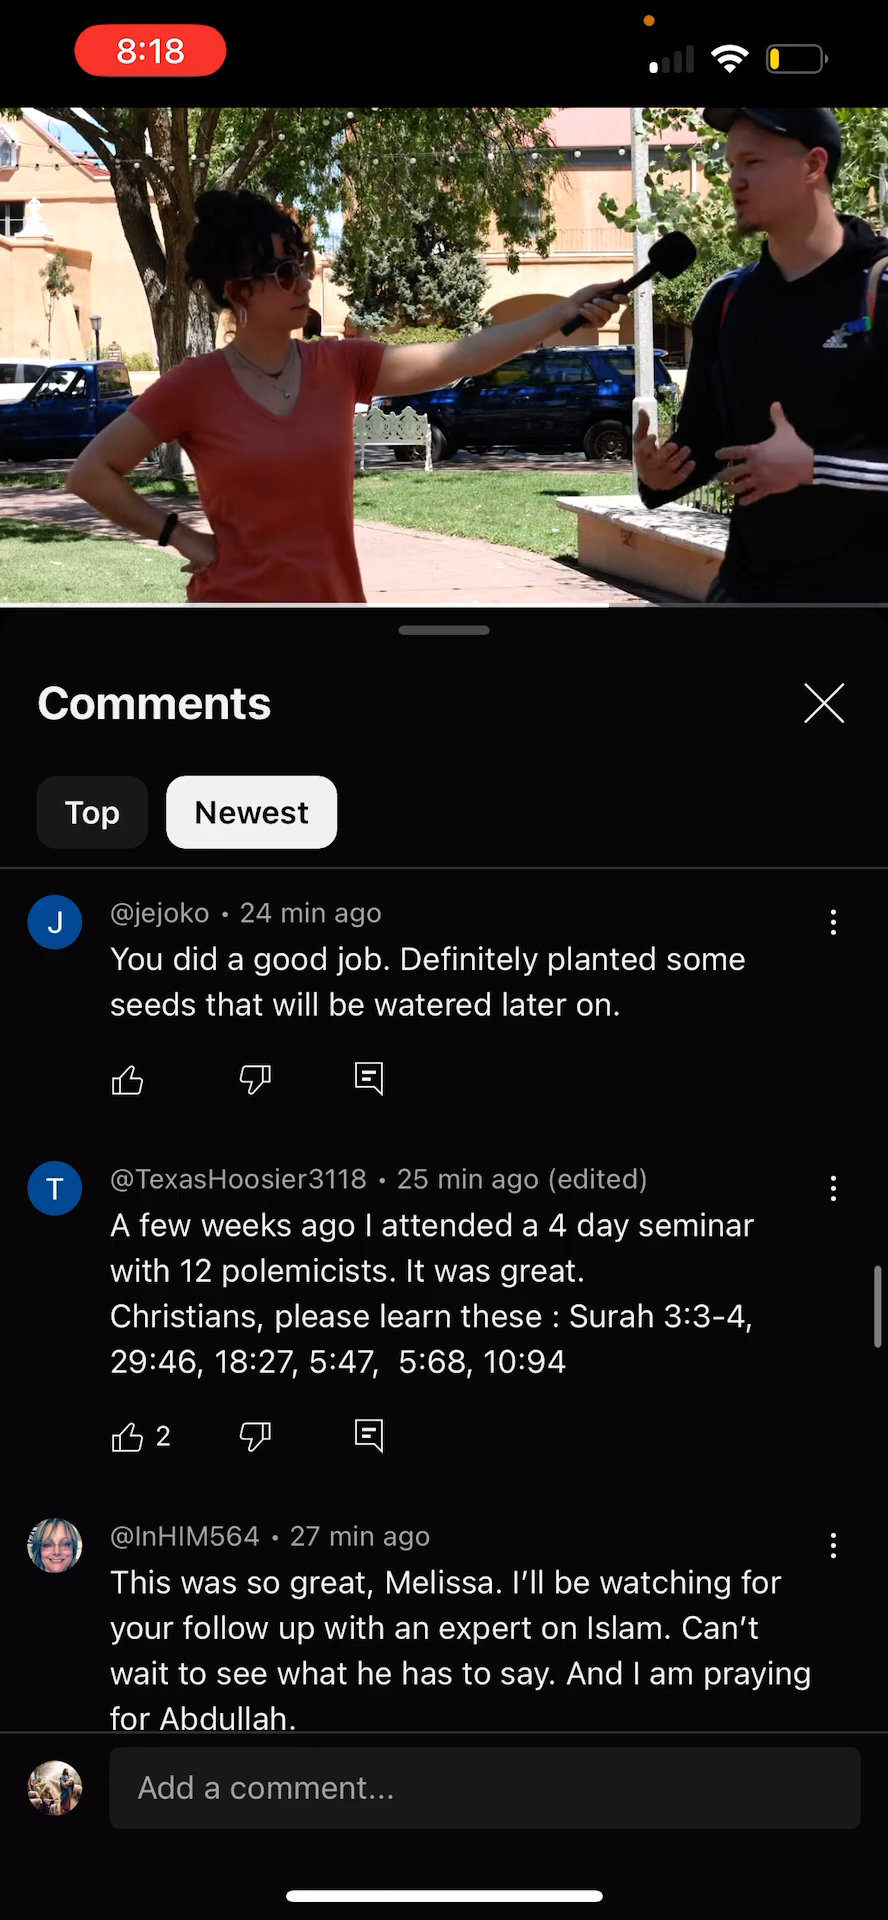 8:18
Comments
Top
Newest
J
@jejoko • 24 min ago
You did a good job. Definitely planted some
seeds that will be watered later on.
T
@TexasHoosier3118 • 25 min ago (edited)
A few weeks ago I attended a 4 day seminar
with 12 polemicists. It was great.
Christians, please learn these : Surah 3:3-4,
29:46, 18:27, 5:47,  5:68, 10:94
2
@InHIM564 • 27 min ago
This was so great, Melissa. I’ll be watching for
your follow up with an expert on Islam. Can’t
wait to see what he has to say. And I am praying
for Abdullah.
Add a comment...